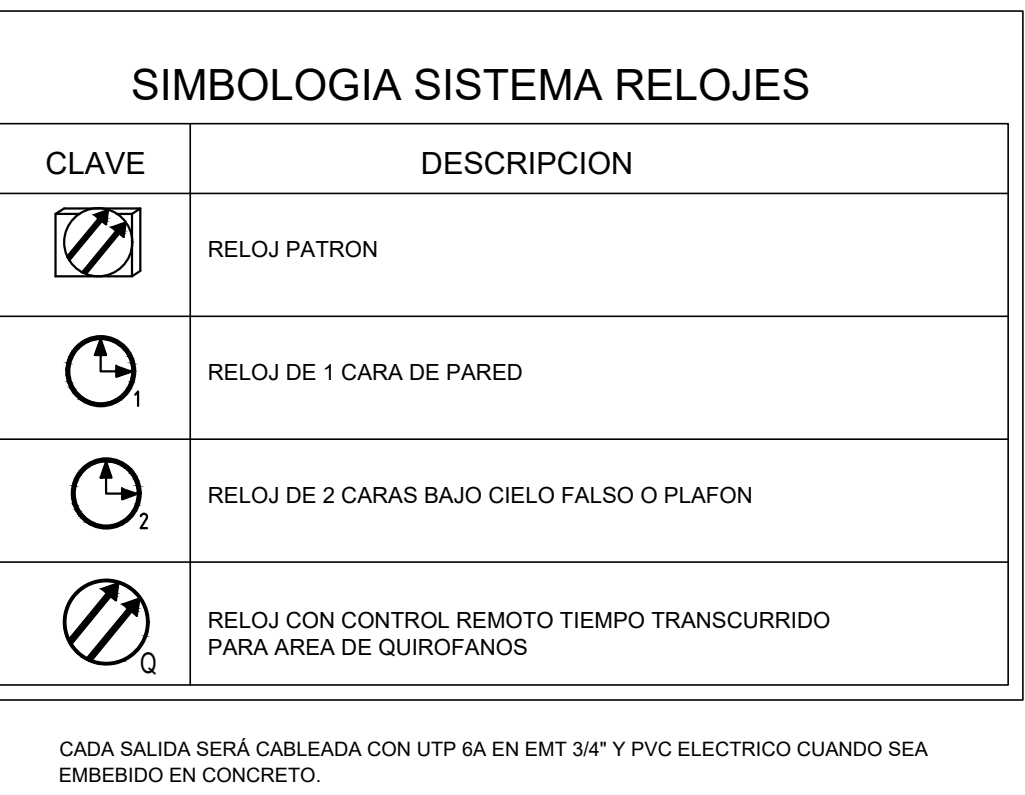 SIMBOLOGIA SISTEMA RELOJES
CLAVE DESCRIPCION
RELOJ PATRON
1 RELOJ DE 1 CARA DE PARED
2 RELOJ DE 2 CARAS BAJO CIELO FALSO O PLAFON
RELOJ CON CONTROL REMOTO TIEMPO TRANSCURRIDO
PARA AREA DE QUIROFANOS
Q
CADA SALIDA SERÁ CABLEADA CON UTP 6A EN EMT 3/4" Y PVC ELECTRICO CUANDO SEA
EMBEBIDO EN CONCRETO.